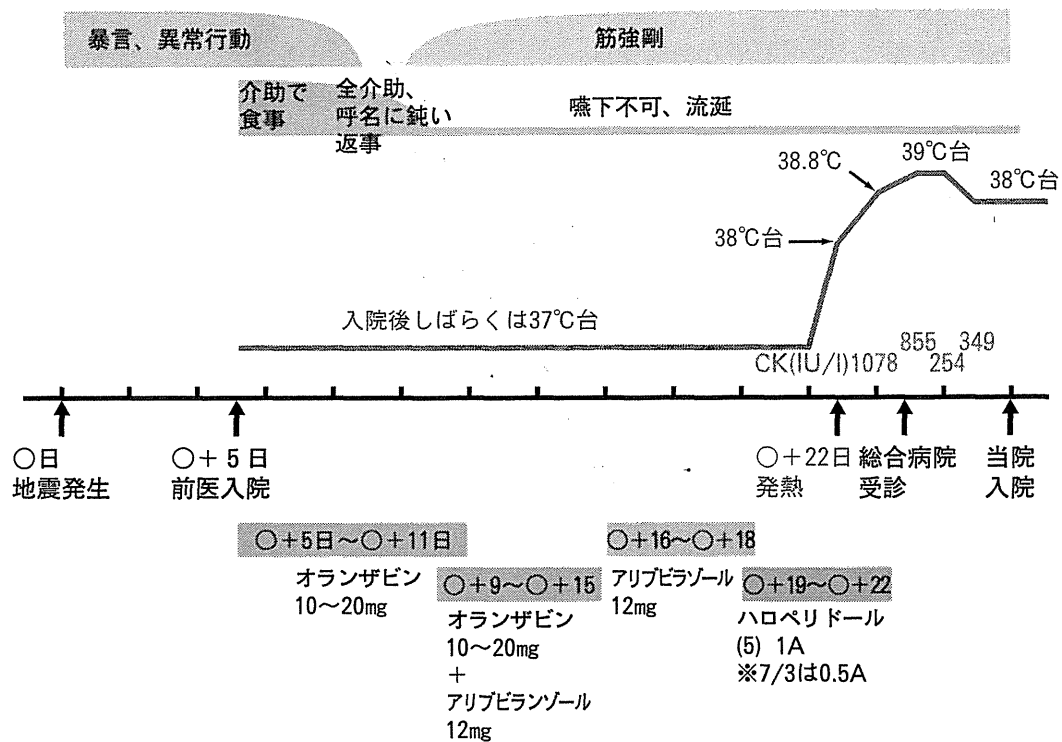 暴言、異常行動
筋強剛
介助で
食事
全介助、
呼名に鈍い
返事
嚥下不可、流涎
38.8℃
39℃台
38℃台
38℃台
入院後しばらくは37℃台
855 349
CK(IU/l)1078 254
○日
地震発生
○+5日
前医入院
○+22日
発熱
総合病院
受診
当院
入院
○+5日～○+11日
オランザビン
10～20mg
○+9～○+15
オランザビン
10～20mg
+
アリブピランゾール
12mg
○+16～○+18
アリブピラゾール
12mg
○+19～○+22
ハロペリドール
(5) 1A
※7/3は0.5A